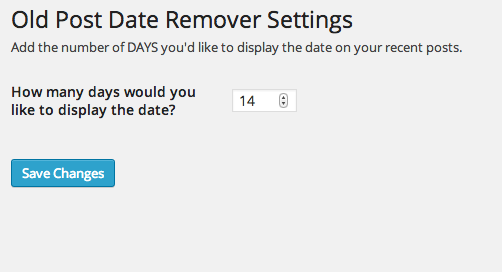 Old Post Date Remover Settings
Add the number of DAYS you'd like to display the date on your recent posts.
How many days would you
like to display the date?
14
Save Changes